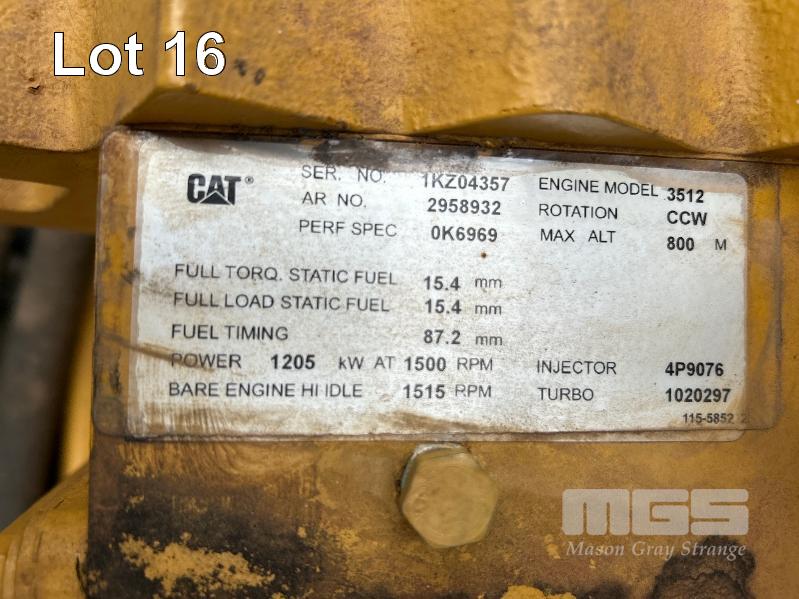 Lot 16
CAT® SER. NO. 1KZ04357 ENGINE MODEL 3512
AR NO. 2958932 ROTATION CCW
PERF SPEC 0K6969 MAX ALT 800 M
FULL TORQ. STATIC FUEL 15.4 mm
FULL LOAD STATIC FUEL 15.4 mm
FUEL TIMING 87.2 mm
POWER 1205 kW AT 1500 RPM INJECTOR 4P9076
BARE ENGINE HI IDLE 1515 RPM TURBO 1020297
115-5852 2
MGS
Mason Gray Strange